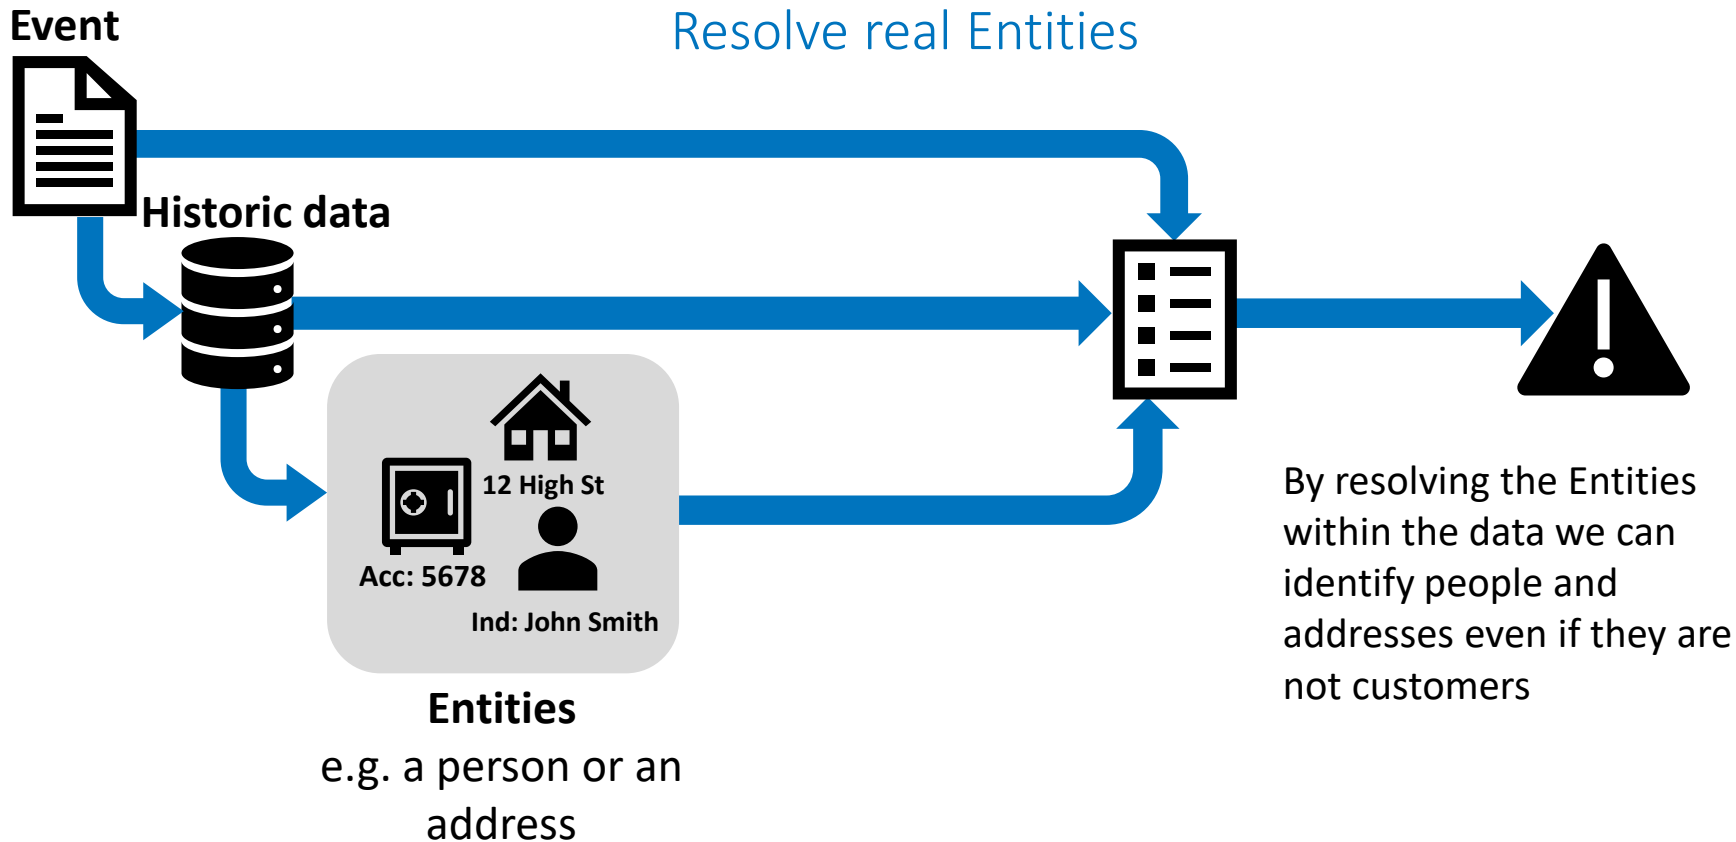 Event
Resolve real Entities
Historic data
12 High St
Acc: 5678
Ind: John Smith
Entities
e.g. a person or an
address
By resolving the Entities
within the data we can
identify people and
addresses even if they are
not customers